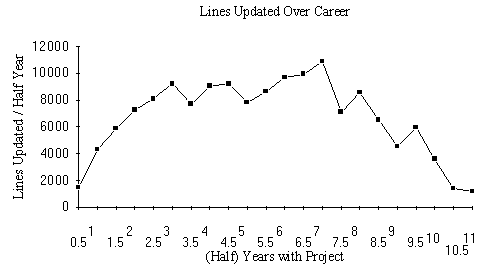 Lines Updated Over Career
Lines Updated / Half Year
12000
10000
8000
6000
4000
2000
0
0.5 1 1.5 2 2.5 3 3.5 4 4.5 5 5.5 6 6.5 7 7.5 8 8.5 9 9.5 10 10.5 11
(Half) Years with Project